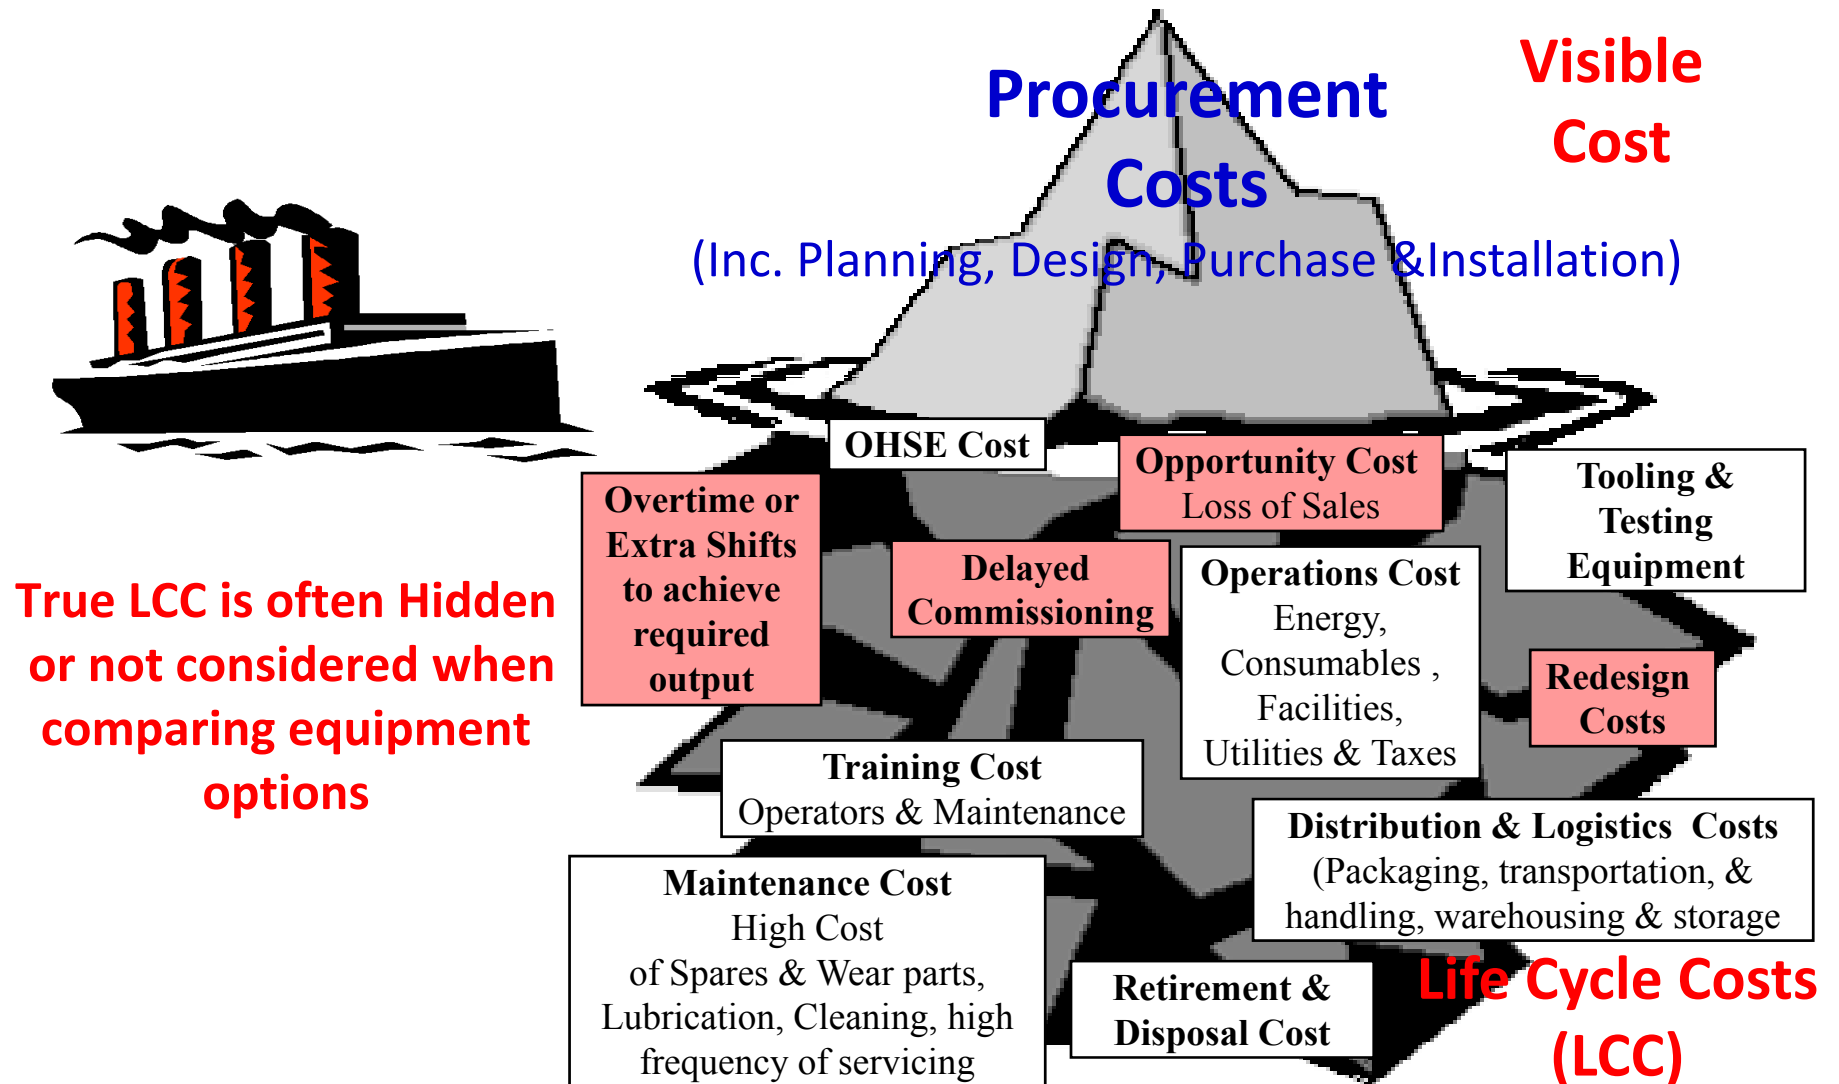 Procurement
Costs
(Inc. Planning, Design, Purchase &Installation)
Visible
Cost
OHSE Cost
Opportunity Cost
Loss of Sales
Tooling &
Testing
Equipment
Overtime or
Extra Shifts
to achieve
required
output
Delayed
Commissioning
Operations Cost
Energy,
Consumables ,
Facilities,
Utilities & Taxes
Redesign
Costs
True LCC is often Hidden
or not considered when
comparing equipment
options
Training Cost
Operators & Maintenance
Distribution & Logistics  Costs
(Packaging, transportation, &
handling, warehousing & storage
Maintenance Cost
High Cost
of Spares & Wear parts,
Lubrication, Cleaning, high
frequency of servicing
Retirement &
Disposal Cost
Life Cycle Costs
(LCC)